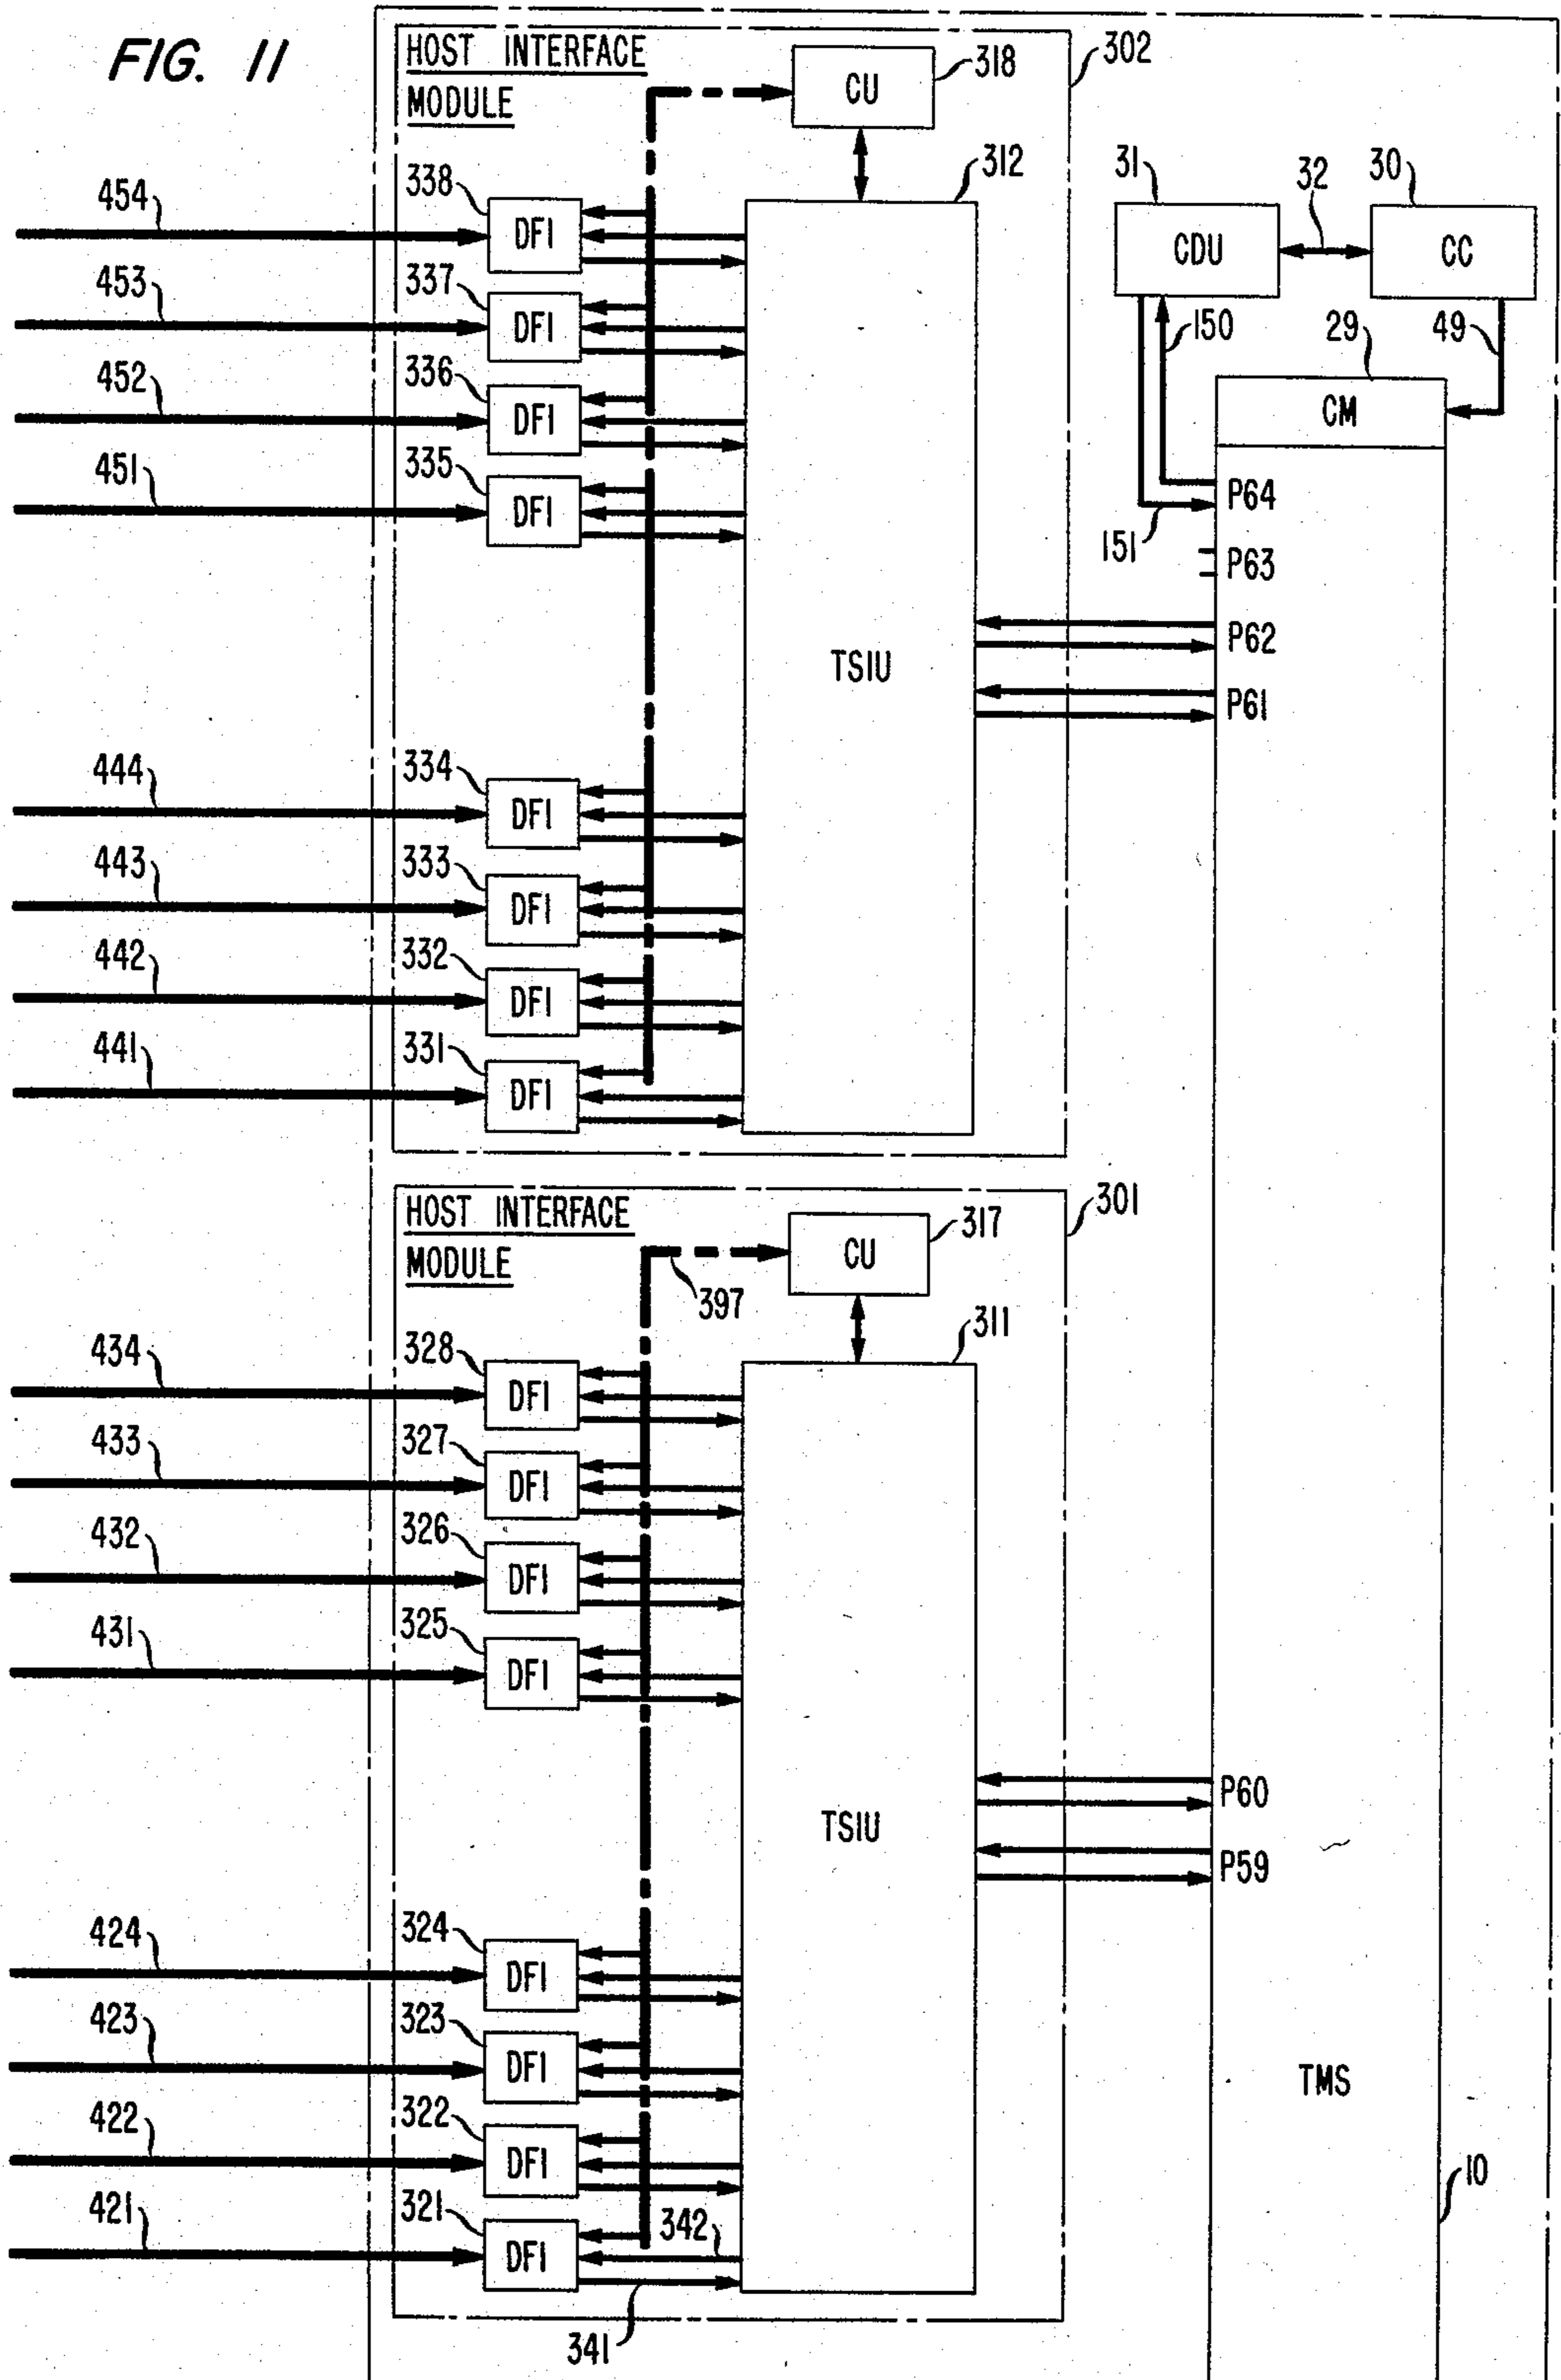 FIG. 11
HOST INTERFACE
MODULE
CU
318
302
454
338
DFI
312
31
32
30
CDU
CC
453
337
DFI
150
29
49
CM
452
336
DFI
451
335
DFI
P64
151
P63
P62
TSIU
P61
444
334
DFI
443
333
DFI
442
332
DFI
441
331
DFI
HOST INTERFACE
MODULE
CU
317
301
397
311
434
328
DFI
433
327
DFI
432
326
DFI
431
325
DFI
P60
TSIU
P59
424
324
DFI
423
323
DFI
TMS
422
322
DFI
10
421
321
DFI
342
341